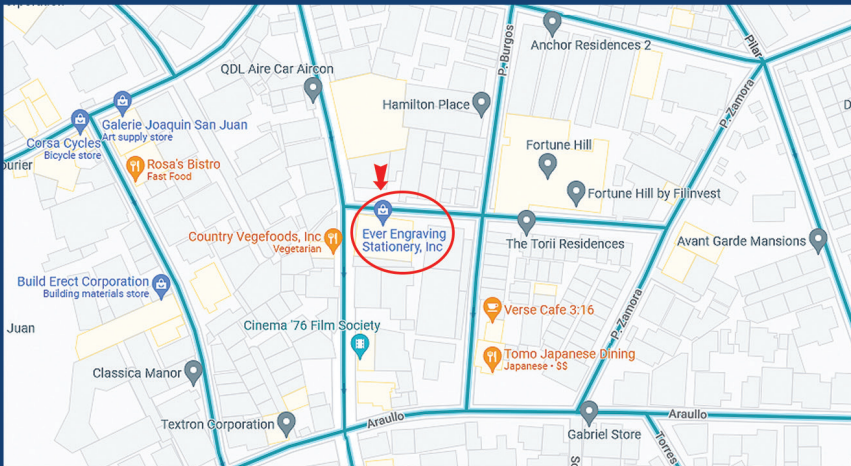 Anchor Residences 2
P. Burgos
Pilar
QDL Aire Car Aircon
Hamilton Place
P. Zamora
Galerie Joaquin San Juan
Art supply store
Corsa Cycles
Bicycle store
ourier
Rosa's Bistro
Fast Food
Fortune Hill
Fortune Hill by Filinvest
Ever Engraving
Stationery, Inc
Country Vegefoods, Inc
Vegetarian
The Torii Residences
Avant Garde Mansions
Build Erect Corporation
Building materials store
Verse Cafe 3:16
P. Zamora
Juan
Cinema '76 Film Society
Tomo Japanese Dining
Japanese • $$
Classica Manor
Textron Corporation
Araullo
Araullo
Gabriel Store
Torres